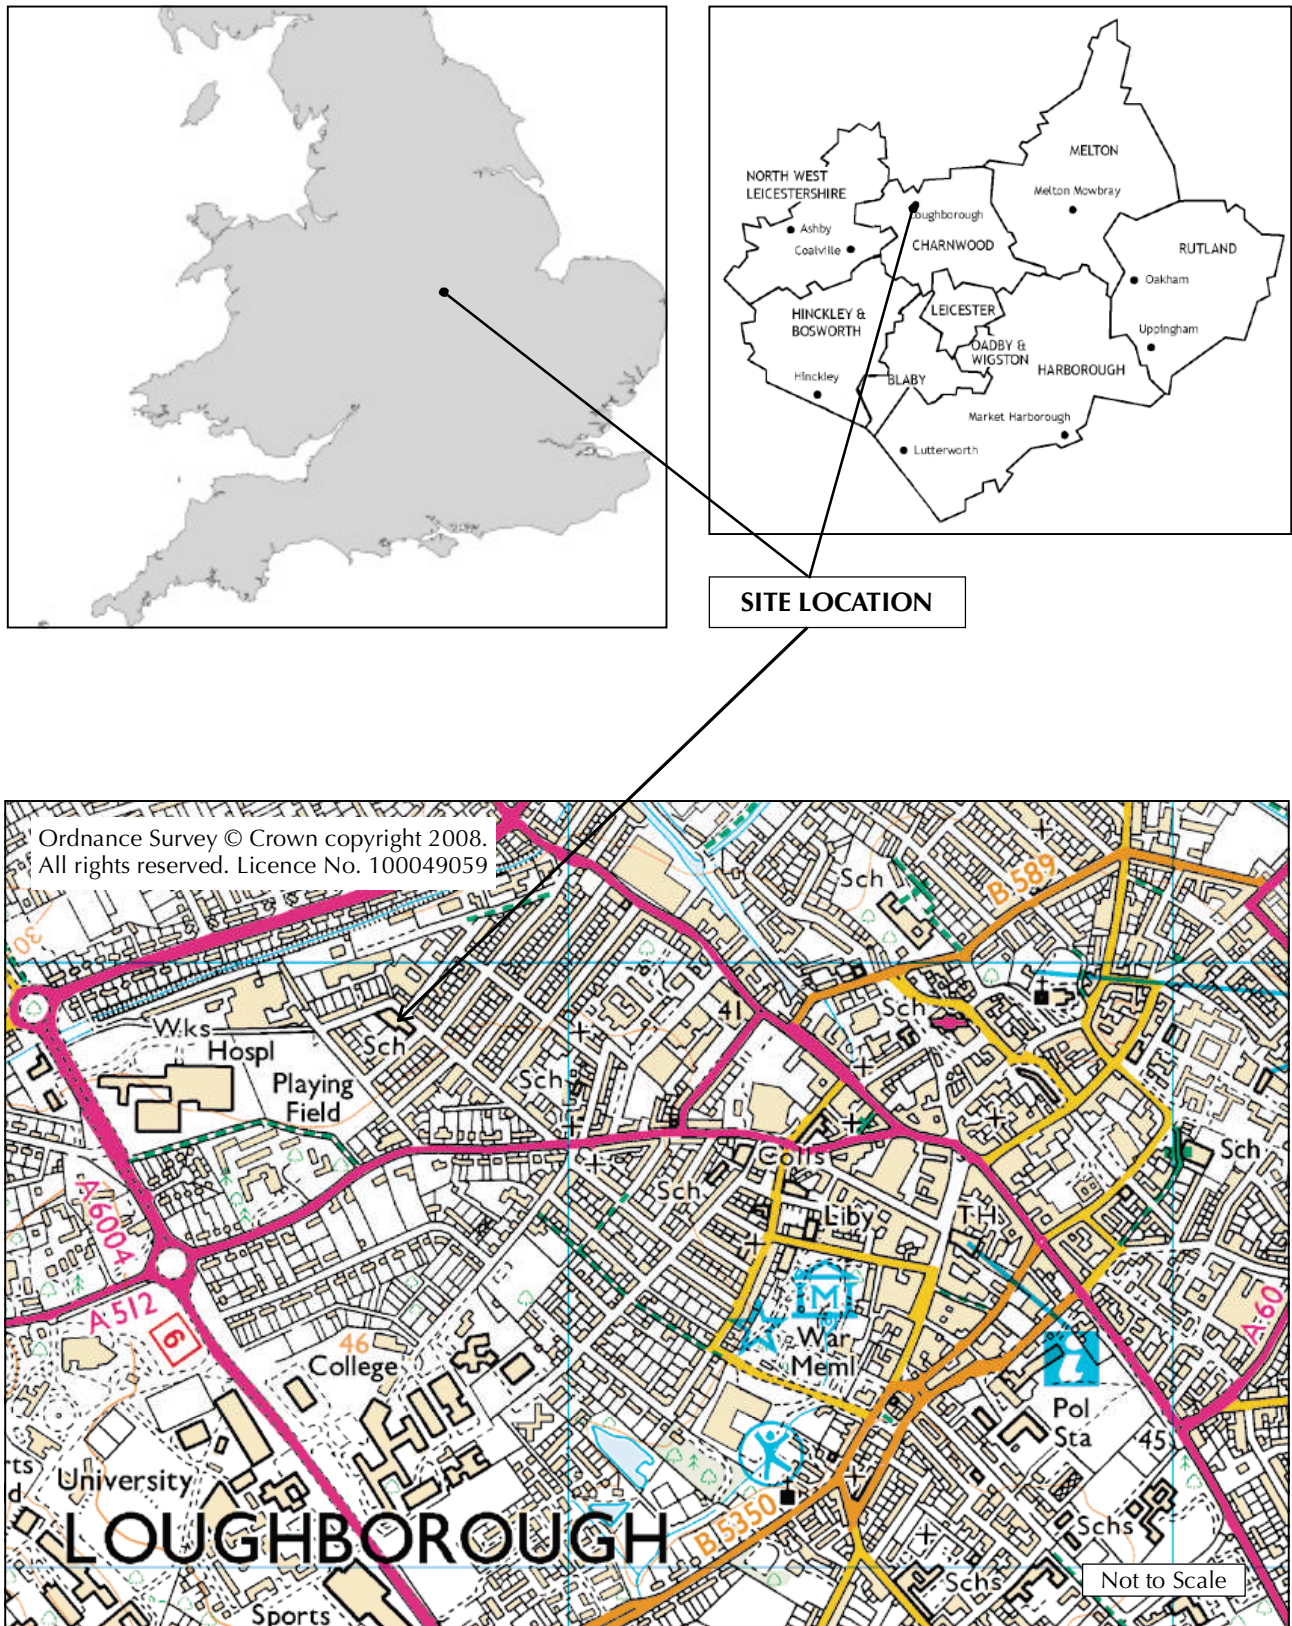 MELTON
NORTH WEST
LEICESTERSHIRE
Melton Mowbray
Loughborough
Ashby
CHARNWOOD
RUTLAND
Coalville
Oakham
HINCKLEY &
BOSWORTH
LEICESTER
Uppingham
OADBY &
WIGSTON
HARBOROUGH
Hinckley
BLABY
Market Harborough
Lutterworth
SITE LOCATION
Ordnance Survey © Crown copyright 2008.
All rights reserved. Licence No. 100049059
Sch
B 589
30
Sch
41
Wks
Hospl
Sch
Sch
Playing
Field
Colls
Sch
Sch
A6004
Liby
TH
A 512
6
M
A 60
46
College
War
Meml
i
Pol
Sta
45
University
B 5350
Schs
LOUGHBOROUGH
Schs
Not to Scale
Sports